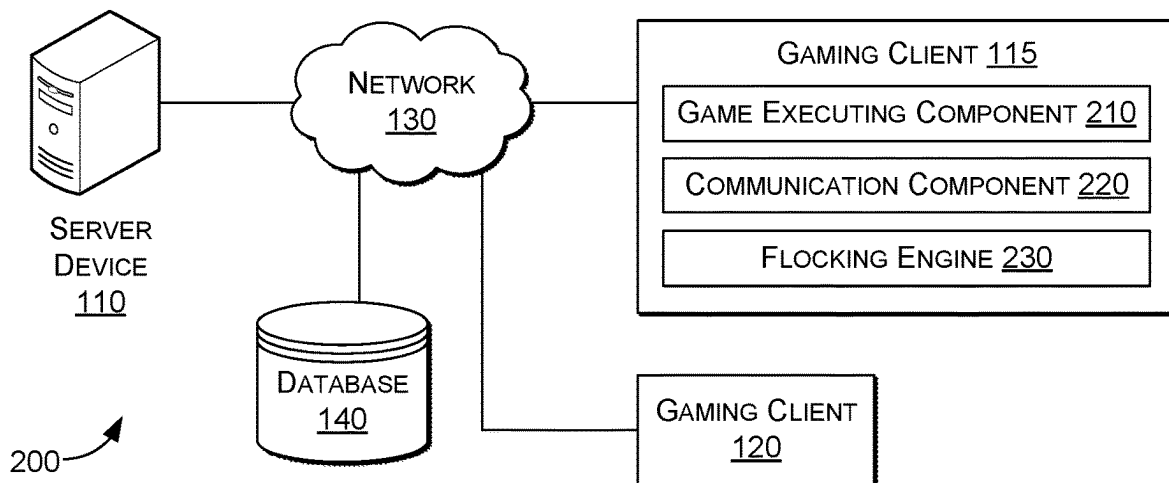 SERVER
DEVICE
110
NETWORK
130
DATABASE
140
GAMING CLIENT 115
GAME EXECUTING COMPONENT 210
COMMUNICATION COMPONENT 220
FLOCKING ENGINE 230
GAMING CLIENT
120
200